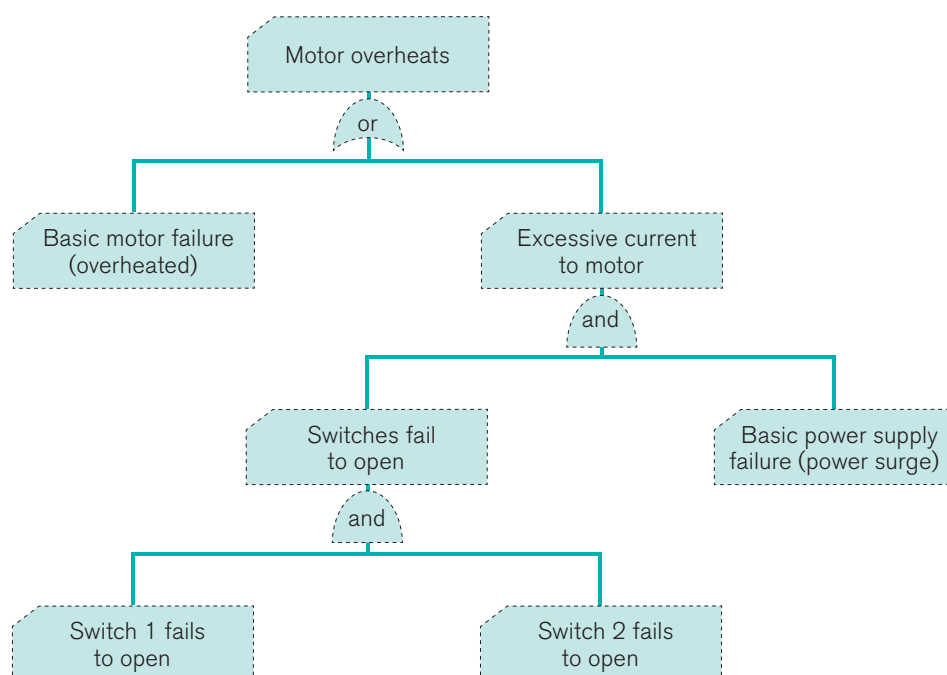 Motor overheats
or
Basic motor failure
(overheated)
Excessive current
to motor
and
Switches fail
to open
Basic power supply
failure (power surge)
and
Switch 1 fails
to open
Switch 2 fails
to open